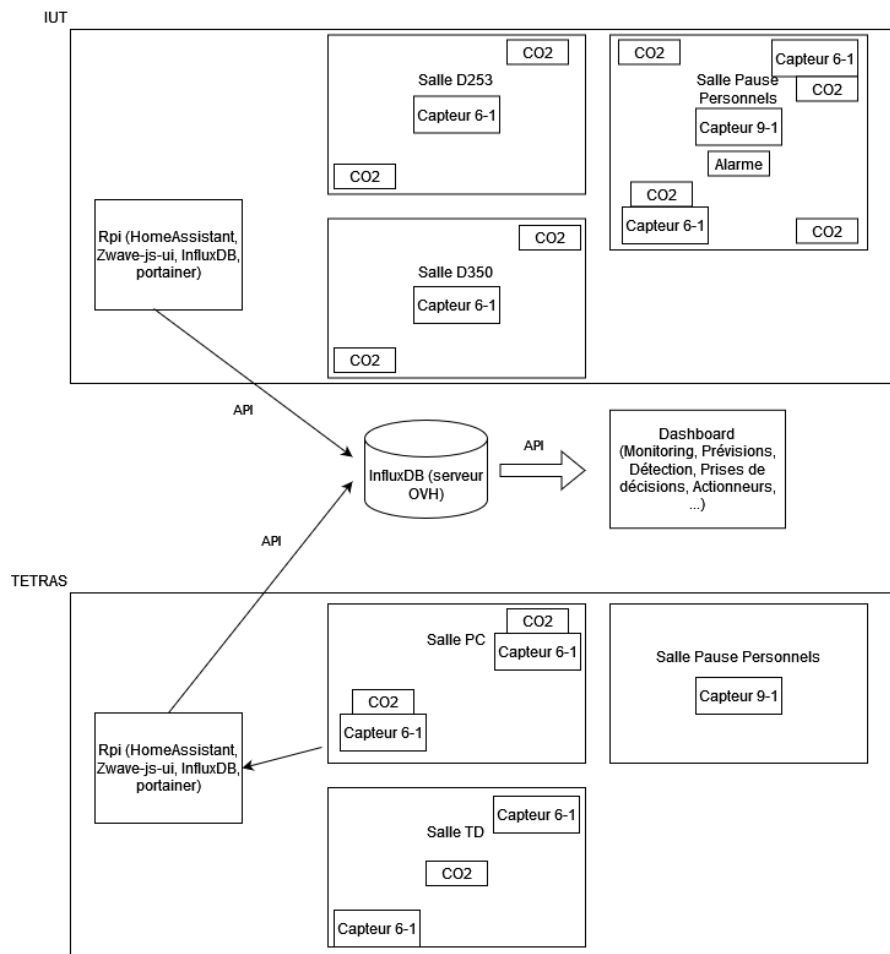 IUT
CO2
Salle D253
Capteur 6-1
CO2
CO2
Capteur 6-1
Salle Pause
Personnels
CO2
Capteur 9-1
Alarme
CO2
Capteur 6-1
CO2
Rpi (HomeAssistant,
Zwave-js-ui, InfluxDB,
portainer)
CO2
Salle D350
Capteur 6-1
CO2
API
InfluxDB (serveur
OVH)
API
Dashboard
(Monitoring, Prévisions,
Détection, Prises de
décisions, Actionneurs,
...)
API
TETRAS
CO2
Salle PC
Capteur 6-1
CO2
Capteur 6-1
Salle Pause Personnels
Capteur 9-1
Rpi (HomeAssistant,
Zwave-js-ui, InfluxDB,
portainer)
Capteur 6-1
Salle TD
CO2
Capteur 6-1